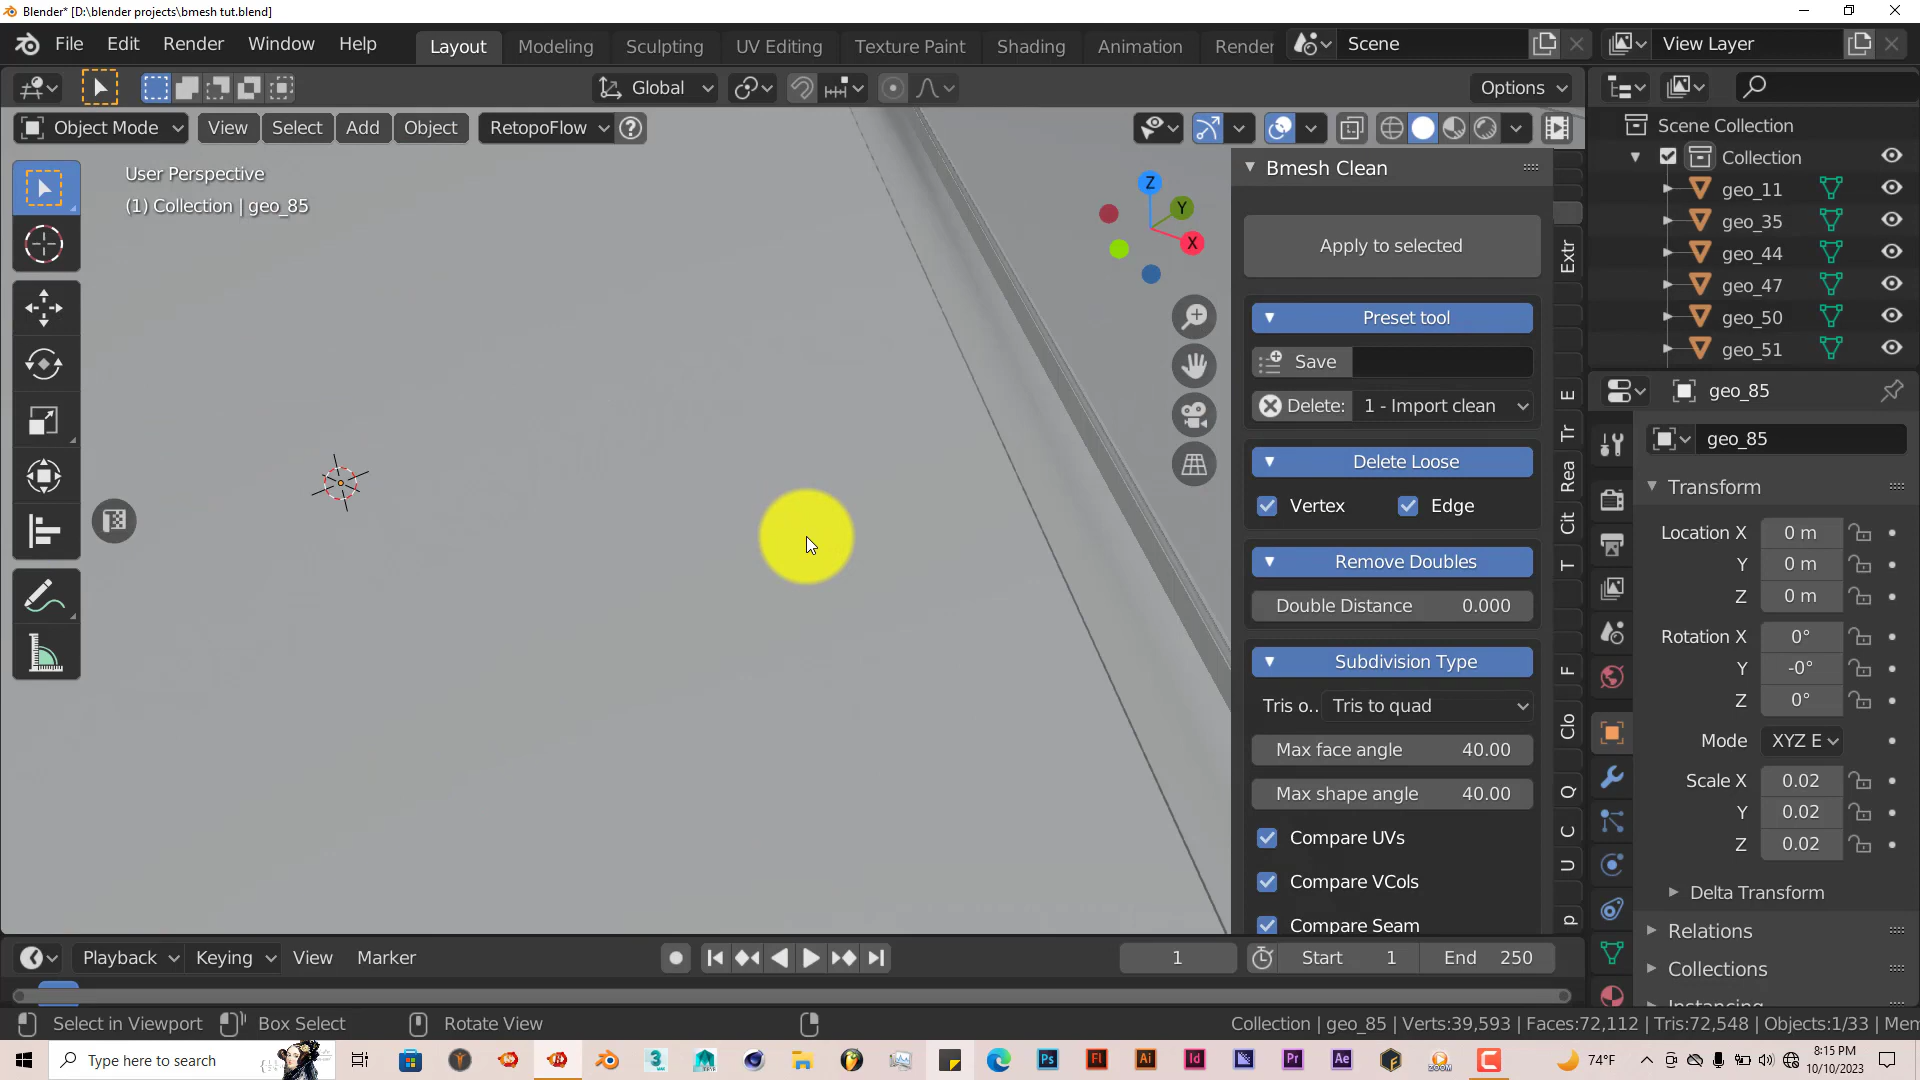 Blender* [D:\blender projects\bmesh tut.blend]
File Edit Render Window Help Layout Modeling Sculpting UV Editing Texture Paint Shading Animation Render Scene View Layer
Global Options
Object Mode View Select Add Object RetopoFlow
User Perspective
(1) Collection | geo_85
Z
Y
X
Bmesh Clean
Apply to selected
Preset tool
Save
Delete: 1 - Import clean
Delete Loose
Vertex Edge
Remove Doubles
Double Distance 0.000
Subdivision Type
Tris o.. Tris to quad
Max face angle 40.00
Max shape angle 40.00
Compare UVs
Compare VCols
Compare Seam
Extr
E
Tr
Rea
Cit
T
F
Clo
Q
C
U
p
Scene Collection
Collection
geo_11
geo_35
geo_44
geo_47
geo_50
geo_51
geo_85
geo_85
Transform
Location X 0 m
Y 0 m
Z 0 m
Rotation X 0°
Y -0°
Z 0°
Mode XYZ E
Scale X 0.02
Y 0.02
Z 0.02
Delta Transform
Relations
Collections
Instancing
Playback Keying View Marker 1 Start 1 End 250
Select in Viewport Box Select Rotate View Collection | geo_85 | Verts:39,593 | Faces:72,112 | Tris:72,548 | Objects:1/33 | Mem
Type here to search
74°F
8:15 PM
10/10/2023